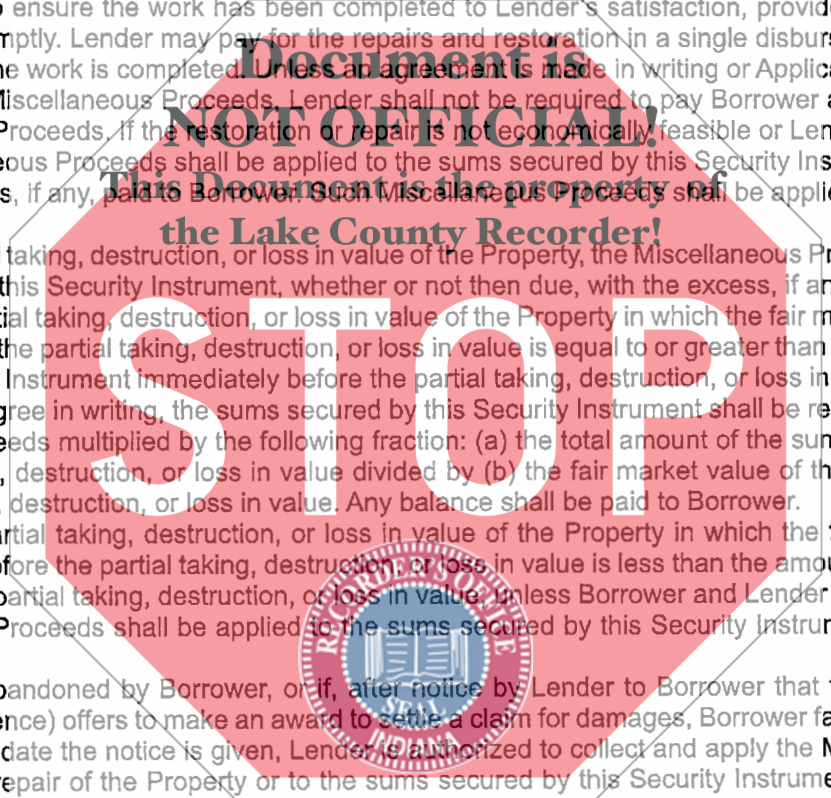 ensure the work has been completed to Lender's satisfaction, provid
mptly. Lender may pay for the repairs and restoration in a single disburs
Document is
e work is completed. Unless an agreement is made in writing or Applic
Miscellaneous Proceeds, Lender shall not be required to pay Borrower
NOT OFFICIAL!
Proceeds. If the restoration or repair is not economically feasible or Len
eous Proceeds shall be applied to the sums secured by this Security Ins
This Document is the property of
s, if any, paid to Borrower. Such Miscellaneous Proceeds shall be applie
the Lake County Recorder!
taking, destruction, or loss in value of the Property, the Miscellaneous Pr
this Security Instrument, whether or not then due, with the excess, if an
tial taking, destruction, or loss in value of the Property in which the fair m
the partial taking, destruction, or loss in value is equal to or greater than
Instrument immediately before the partial taking, destruction, or loss in
gree in writing, the sums secured by this Security Instrument shall be re
STOP
eeds multiplied by the following fraction: (a) the total amount of the sum
, destruction, or loss in value divided by (b) the fair market value of th
, destruction, or loss in value. Any balance shall be paid to Borrower.
artial taking, destruction, or loss in value of the Property in which the
fore the partial taking, destruction, or loss in value is less than the amou
partial taking, destruction, or loss in value, unless Borrower and Lender
Proceeds shall be applied to the sums secured by this Security Instrum
RECORDER'S OFFICE
SEAL
INDIANA
bandoned by Borrower, or if, after notice by Lender to Borrower that
ence) offers to make an award to settle a claim for damages, Borrower fa
date the notice is given, Lender is authorized to collect and apply the M
epair of the Property or to the sums secured by this Security Instrume